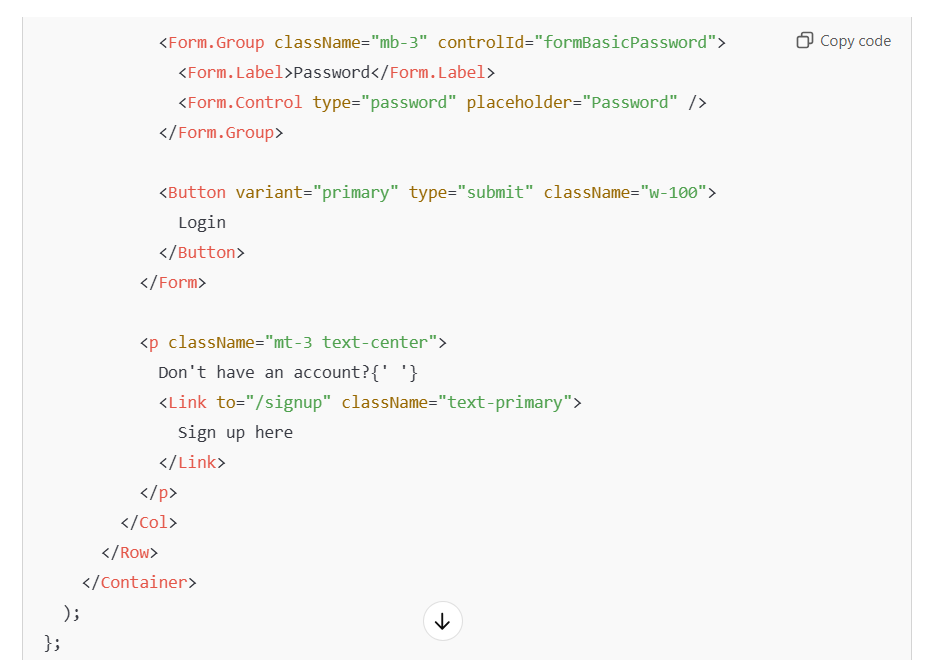 <Form.Group className="mb-3" controlId="formBasicPassword">
Copy code
<Form.Label>Password</Form.Label>
<Form.Control type="password" placeholder="Password" />
</Form.Group>
<Button variant="primary" type="submit" className="w-100">
Login
</Button>
</Form>
<p className="mt-3 text-center">
Don't have an account?{' '}
<Link to="/signup" className="text-primary">
Sign up here
</Link>
</p>
</Col>
</Row>
</Container>
);
};